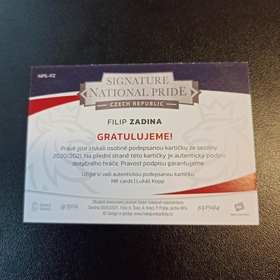 NPS-PZ
SIGNATURE
NATIONAL PRIDE
CZECH REPUBLIC
FILIP ZADINA
GRATULUJEME!
Právě jste získali osobně podepsanou kartičku ze sezóny
2020/2021. Na přední straně této kartičky je autentický podpis
dotyčného hráče. Pravost podpisu garantujeme.
Užijte si vaši autentickou podepsanou kartičku
MK cards | Lukáš Kopp